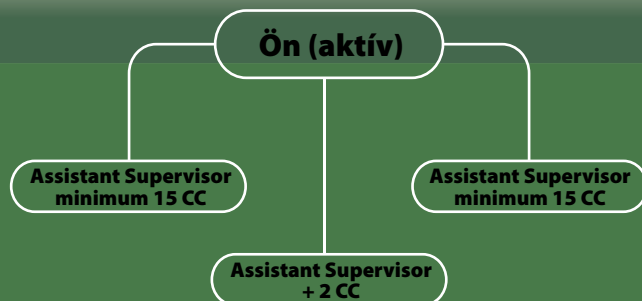 Ön (aktív)
Assistant Supervisor
minimum 15 CC
Assistant Supervisor
minimum 15 CC
Assistant Supervisor
+ 2 CC